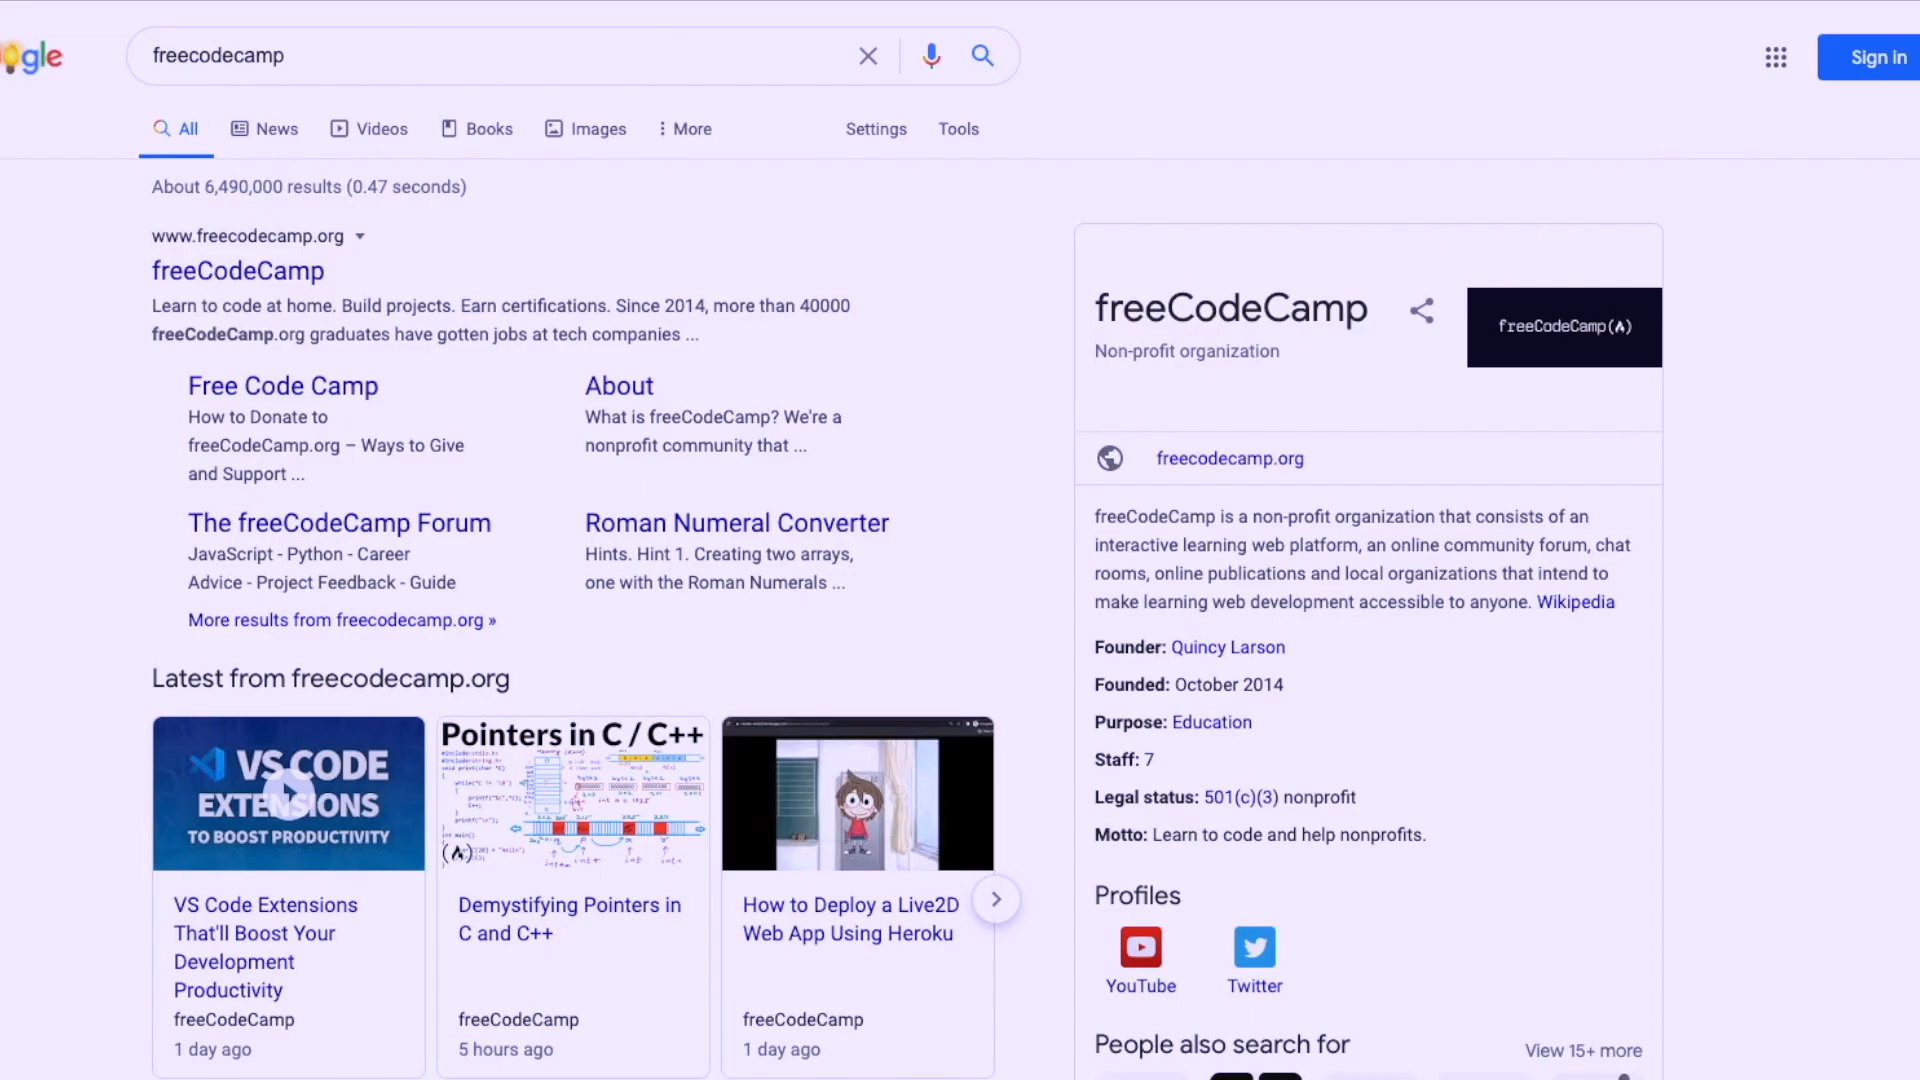 gle
freecodecamp
Sign in
All
News
Videos
Books
Images
More
Settings
Tools
About 6,490,000 results (0.47 seconds)
www.freecodecamp.org
freeCodeCamp
Learn to code at home. Build projects. Earn certifications. Since 2014, more than 40000
freeCodeCamp.org graduates have gotten jobs at tech companies ...
Free Code Camp
How to Donate to
freeCodeCamp.org – Ways to Give
and Support ...
About
What is freeCodeCamp? We're a
nonprofit community that ...
The freeCodeCamp Forum
JavaScript - Python - Career
Advice - Project Feedback - Guide
Roman Numeral Converter
Hints. Hint 1. Creating two arrays,
one with the Roman Numerals ...
More results from freecodecamp.org »
Latest from freecodecamp.org
VS CODE
EXTENSIONS
TO BOOST PRODUCTIVITY
VS Code Extensions
That'll Boost Your
Development
Productivity
freeCodeCamp
1 day ago
Pointers in C / C++
Demystifying Pointers in
C and C++
freeCodeCamp
5 hours ago
How to Deploy a Live2D
Web App Using Heroku
freeCodeCamp
1 day ago
freeCodeCamp
Non-profit organization
freeCodeCamp
freecodecamp.org
freeCodeCamp is a non-profit organization that consists of an
interactive learning web platform, an online community forum, chat
rooms, online publications and local organizations that intend to
make learning web development accessible to anyone. Wikipedia
Founder: Quincy Larson
Founded: October 2014
Purpose: Education
Staff: 7
Legal status: 501(c)(3) nonprofit
Motto: Learn to code and help nonprofits.
Profiles
YouTube
Twitter
People also search for
View 15+ more